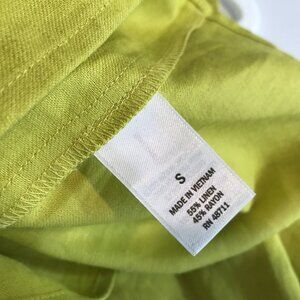 S
MADE IN VIETNAM
55% LINEN
45% RAYON
RN 48711